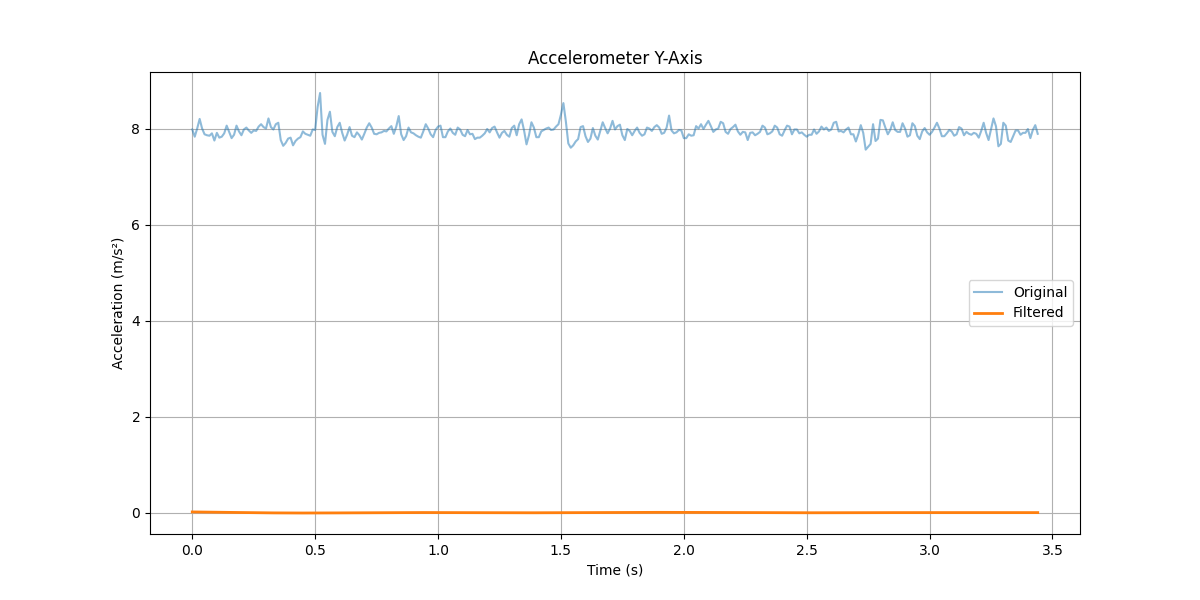 Accelerometer Y-Axis
Acceleration (m/s²)
8
6
4
2
0
Original
Filtered
0.0 0.5 1.0 1.5 2.0 2.5 3.0 3.5
Time (s)